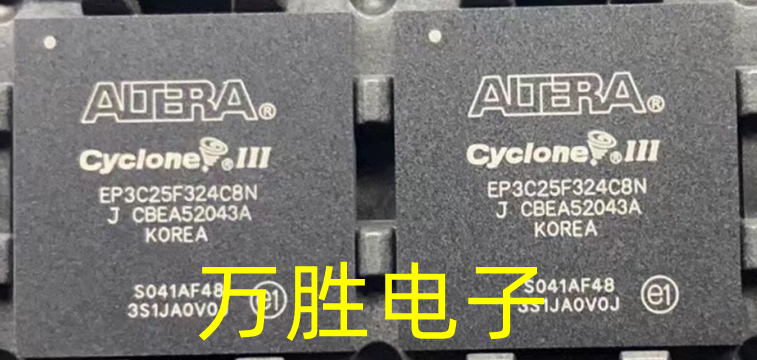 ALTERA®
Cyclone®III
EP3C25F324C8N
J CBEA52043A
KOREA
S041AF48
3S1JA0V0
e1
ALTERA®
Cyclone®III
EP3C25F324C8N
J CBEA52043A
KOREA
S041AF48
3S1JA0V0J
e1
万胜电子